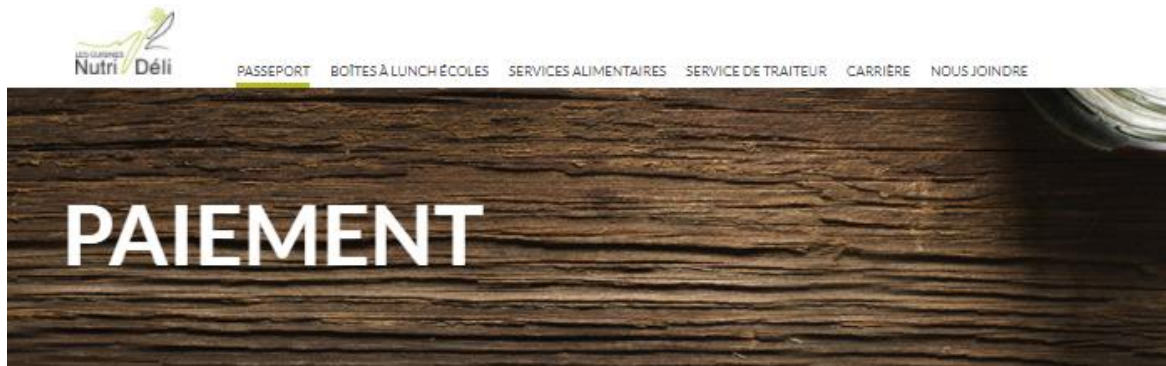 LES CUISINES
Nutri Déli
PASSEPORT BOÎTES À LUNCH ÉCOLES SERVICES ALIMENTAIRES SERVICE DE TRAITEUR CARRIÈRE NOUS JOINDRE
PAIEMENT